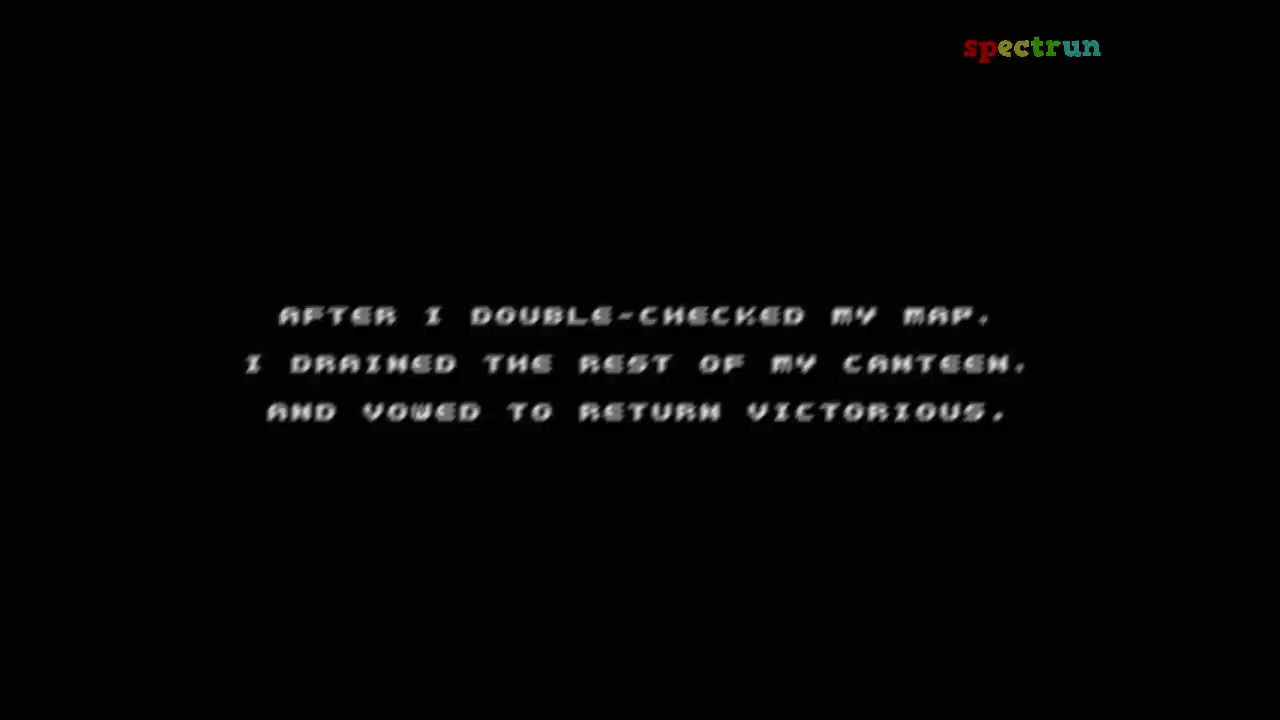 spectrun
AFTER I DOUBLE-CHECKED MY MAP,
I DRAINED THE REST OF MY CANTEEN,
AND VOWED TO RETURN VICTORIOUS.